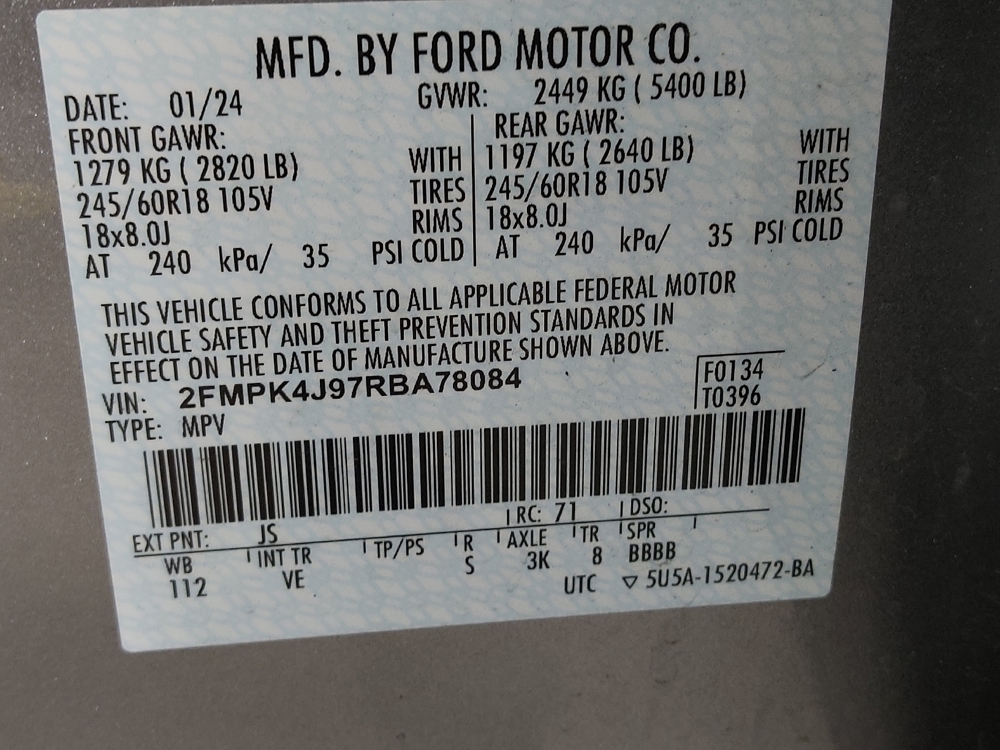 MFD. BY FORD MOTOR CO.
DATE: 01/24 GVWR: 2449 KG ( 5400 LB)
FRONT GAWR: REAR GAWR:
1279 KG ( 2820 LB) WITH 1197 KG ( 2640 LB) WITH
245/60R18 105V TIRES 245/60R18 105V TIRES
18x8.0J RIMS 18x8.0J RIMS
AT 240 kPa/ 35 PSI COLD AT 240 kPa/ 35 PSI COLD
THIS VEHICLE CONFORMS TO ALL APPLICABLE FEDERAL MOTOR
VEHICLE SAFETY AND THEFT PREVENTION STANDARDS IN
EFFECT ON THE DATE OF MANUFACTURE SHOWN ABOVE.
VIN: 2FMPK4J97RBA78084 F0134
TYPE: MPV T0396
EXT PNT: JS RC: 71 DSO:
WB INT TR TP/PS R AXLE TR SPR
112 VE S 3K 8 BBBB
UTC ▽ 5U5A-1520472-BA